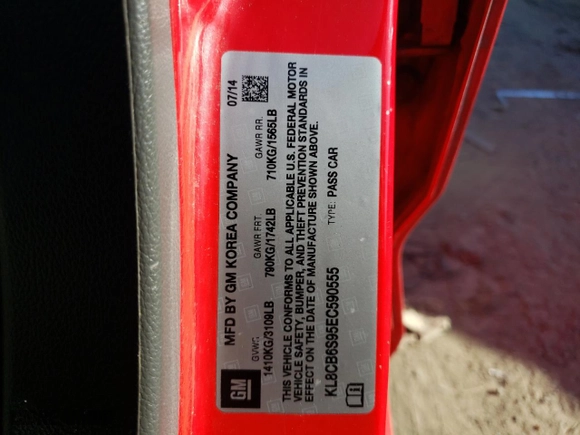 GM
MFD BY GM KOREA COMPANY 07/14
GVWR GAWR FRT. GAWR RR.
1410KG/3109LB 790KG/1742LB 710KG/1565LB
THIS VEHICLE CONFORMS TO ALL APPLICABLE U.S. FEDERAL MOTOR
VEHICLE SAFETY, BUMPER, AND THEFT PREVENTION STANDARDS IN
EFFECT ON THE DATE OF MANUFACTURE SHOWN ABOVE.
KL8CB6S95EC590555 TYPE: PASS CAR